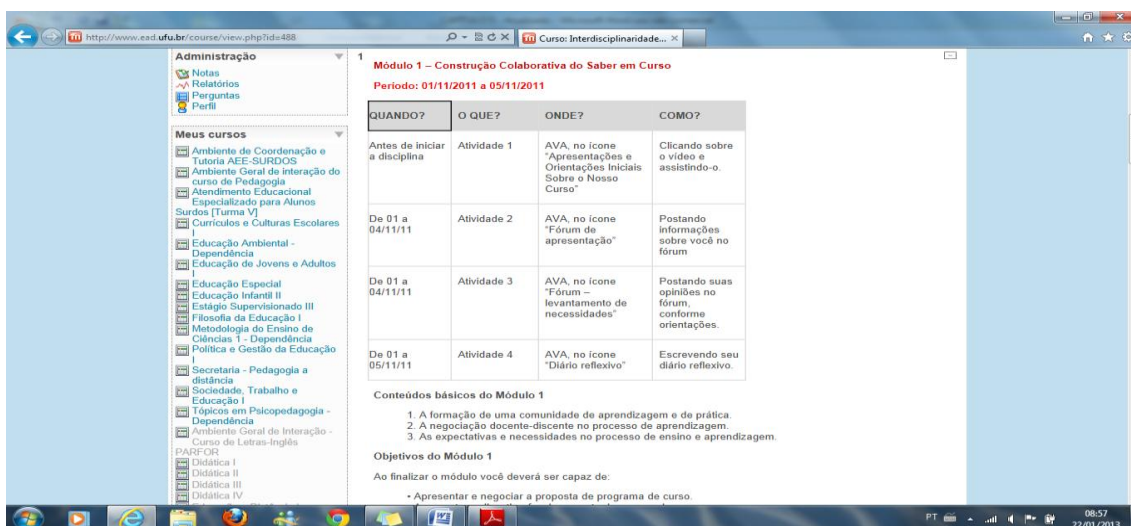 http://www.ead.ufu.br/course/view.php?id=488
Curso: Interdisciplinaridade...
Administração
Notas
Relatórios
Perguntas
Perfil
Meus cursos
Ambiente de Coordenação e
Tutoria AEE-SURDOS
Ambiente Geral de interação do
curso de Pedagogia
Atendimento Educacional
Especializado para Alunos
Surdos [Turma V]
Currículos e Culturas Escolares
I
Educação Ambiental -
Dependência
Educação de Jovens e Adultos
I
Educação Especial
Educação Infantil II
Estágio Supervisionado III
Filosofia da Educação I
Metodologia do Ensino de
Ciências 1 - Dependência
Política e Gestão da Educação
I
Secretaria - Pedagogia a
distância
Sociedade, Trabalho e
Educação I
Tópicos em Psicopedagogia -
Dependência
Ambiente Geral de Interação -
Curso de Letras-Inglês
PARFOR
Didática I
Didática II
Didática III
Didática IV
1
Módulo 1 – Construção Colaborativa do Saber em Curso
Período: 01/11/2011 a 05/11/2011
QUANDO? O QUE? ONDE? COMO?
Antes de iniciar
a disciplina
Atividade 1
AVA, no ícone
"Apresentações e
Orientações Iniciais
Sobre o Nosso
Curso"
Clicando sobre
o vídeo e
assistindo-o.
De 01 a
04/11/11
Atividade 2
AVA, no ícone
"Fórum de
apresentação"
Postando
informações
sobre você no
fórum
De 01 a
04/11/11
Atividade 3
AVA, no ícone
"Fórum –
levantamento de
necessidades"
Postando suas
opiniões no
fórum,
conforme
orientações.
De 01 a
05/11/11
Atividade 4
AVA, no ícone
"Diário reflexivo"
Escrevendo seu
diário reflexivo.
Conteúdos básicos do Módulo 1
1. A formação de uma comunidade de aprendizagem e de prática.
2. A negociação docente-discente no processo de aprendizagem.
3. As expectativas e necessidades no processo de ensino e aprendizagem.
Objetivos do Módulo 1
Ao finalizar o módulo você deverá ser capaz de:
• Apresentar e negociar a proposta de programa de curso.
PT
08:57
22/01/2013